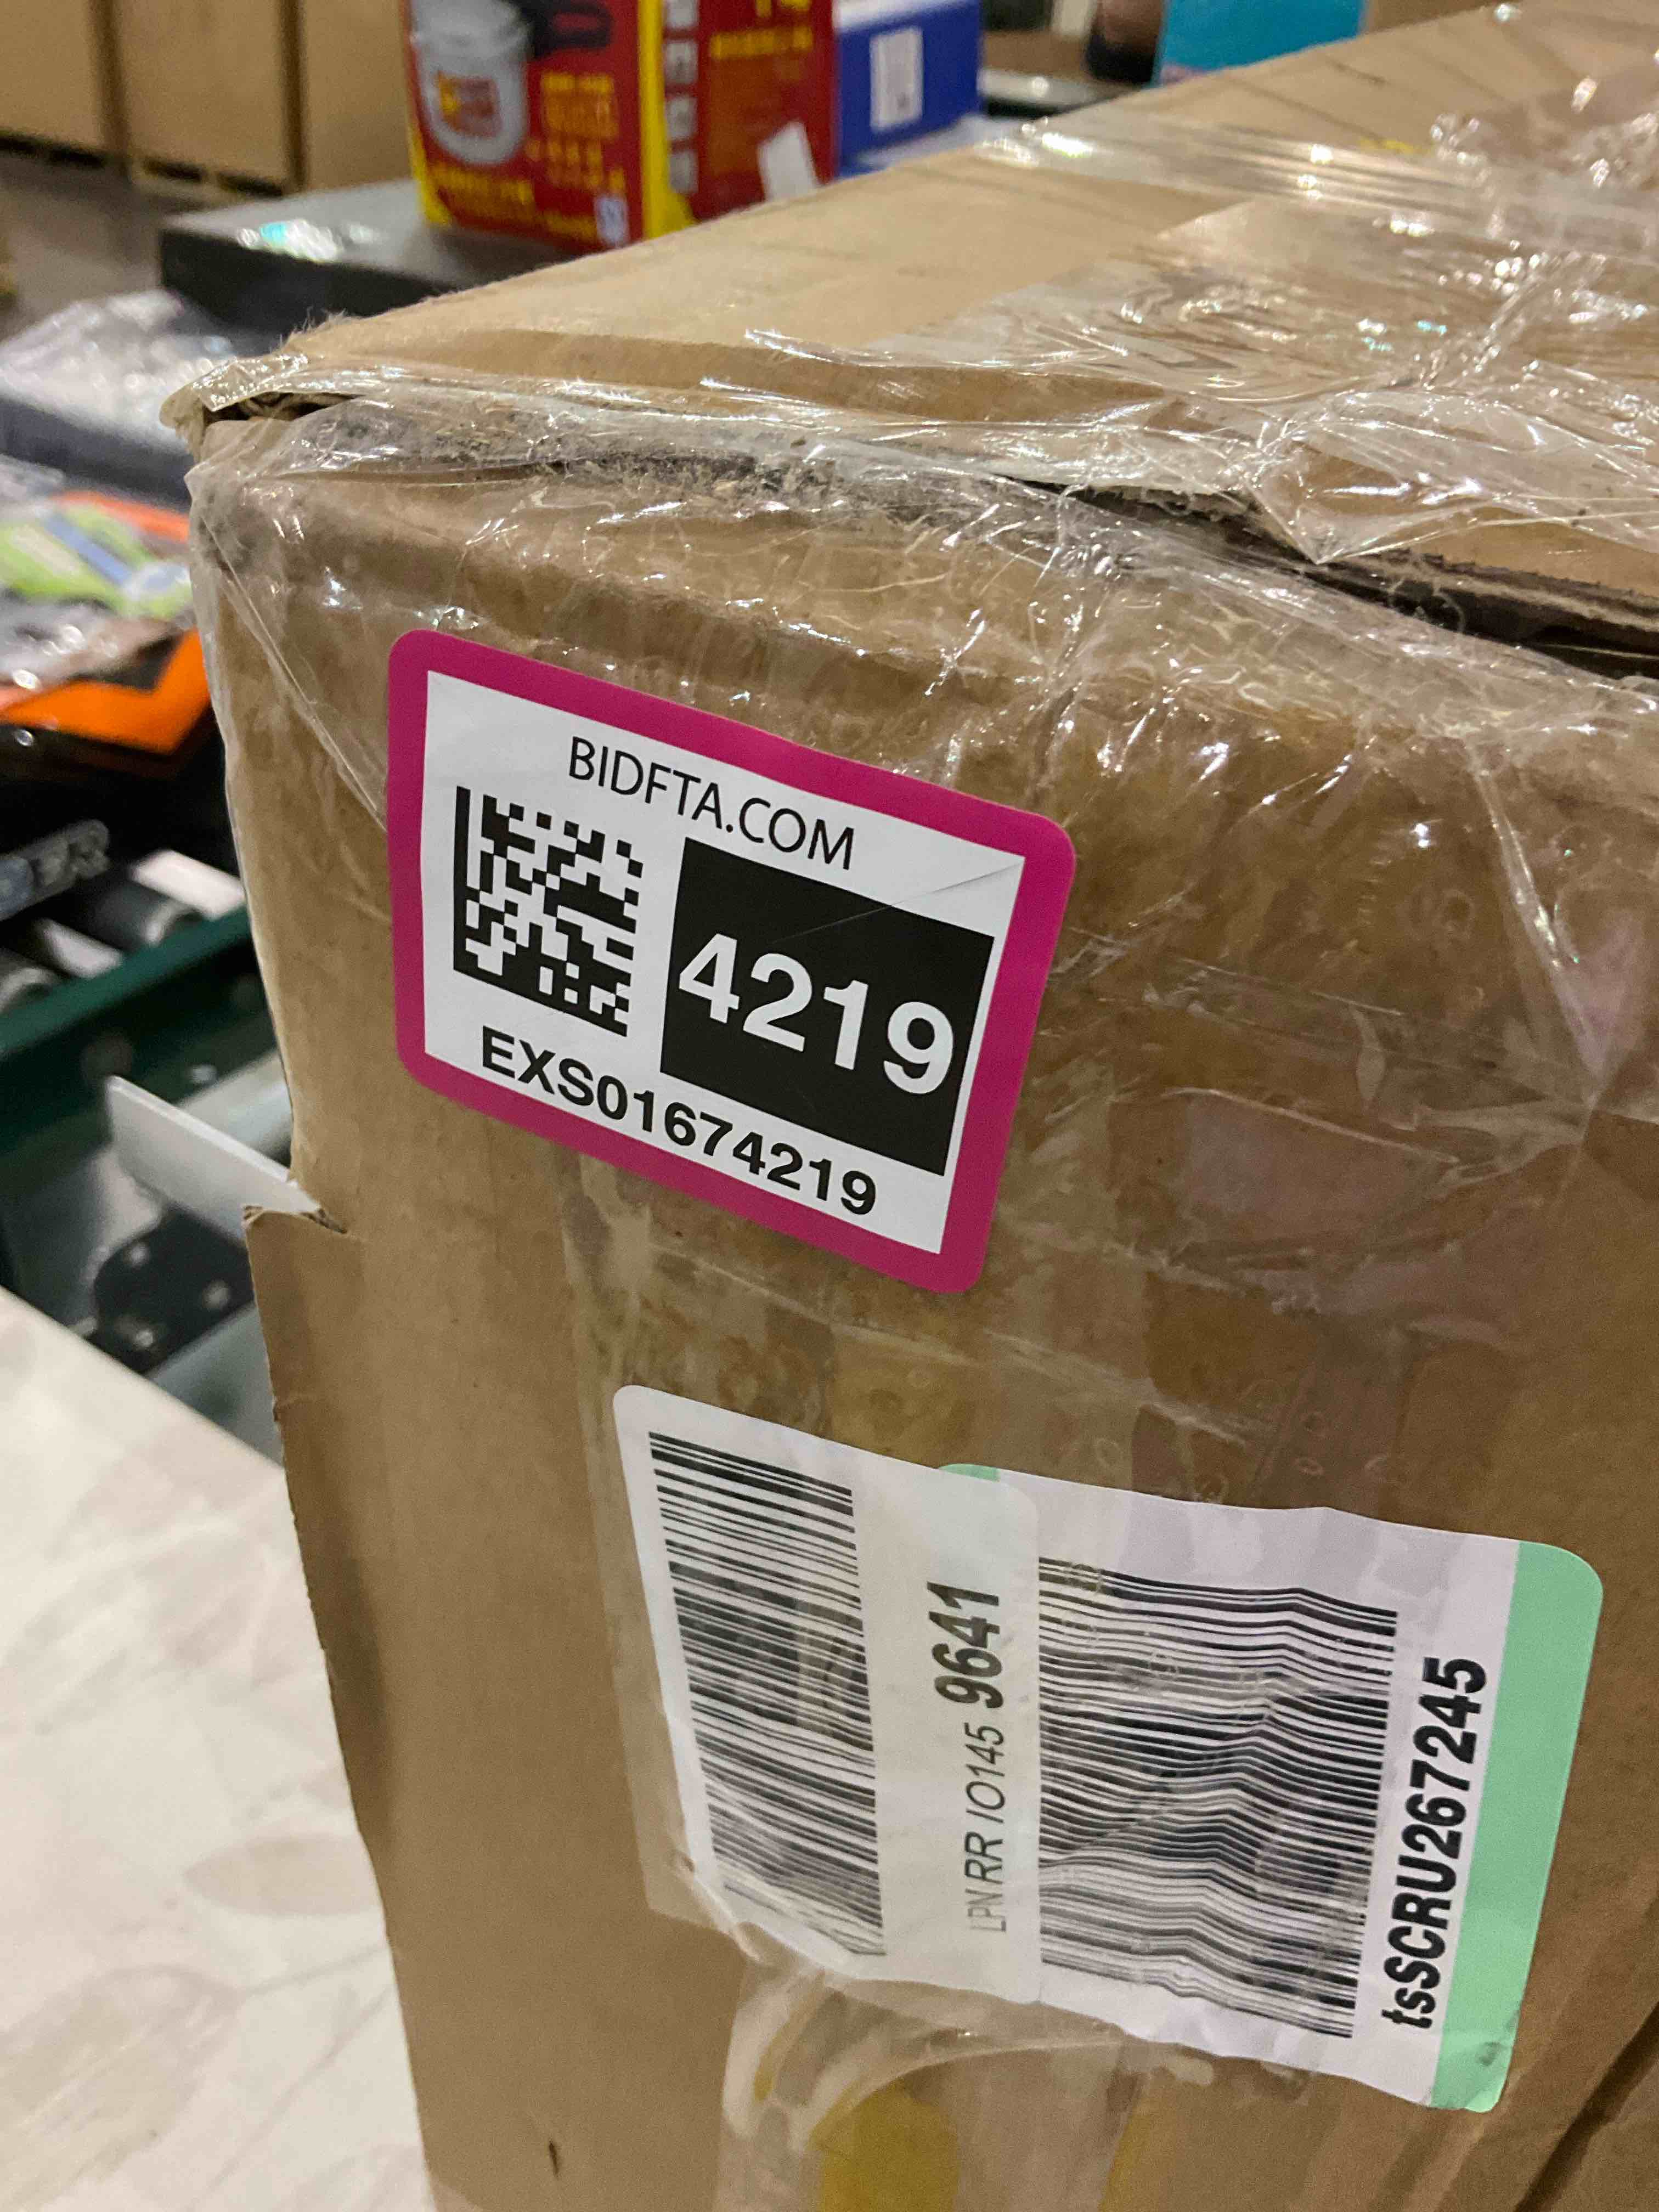 BIDFTA.COM
4219
EXS01674219
LPN RR IO145 9641
tsSCRU267245